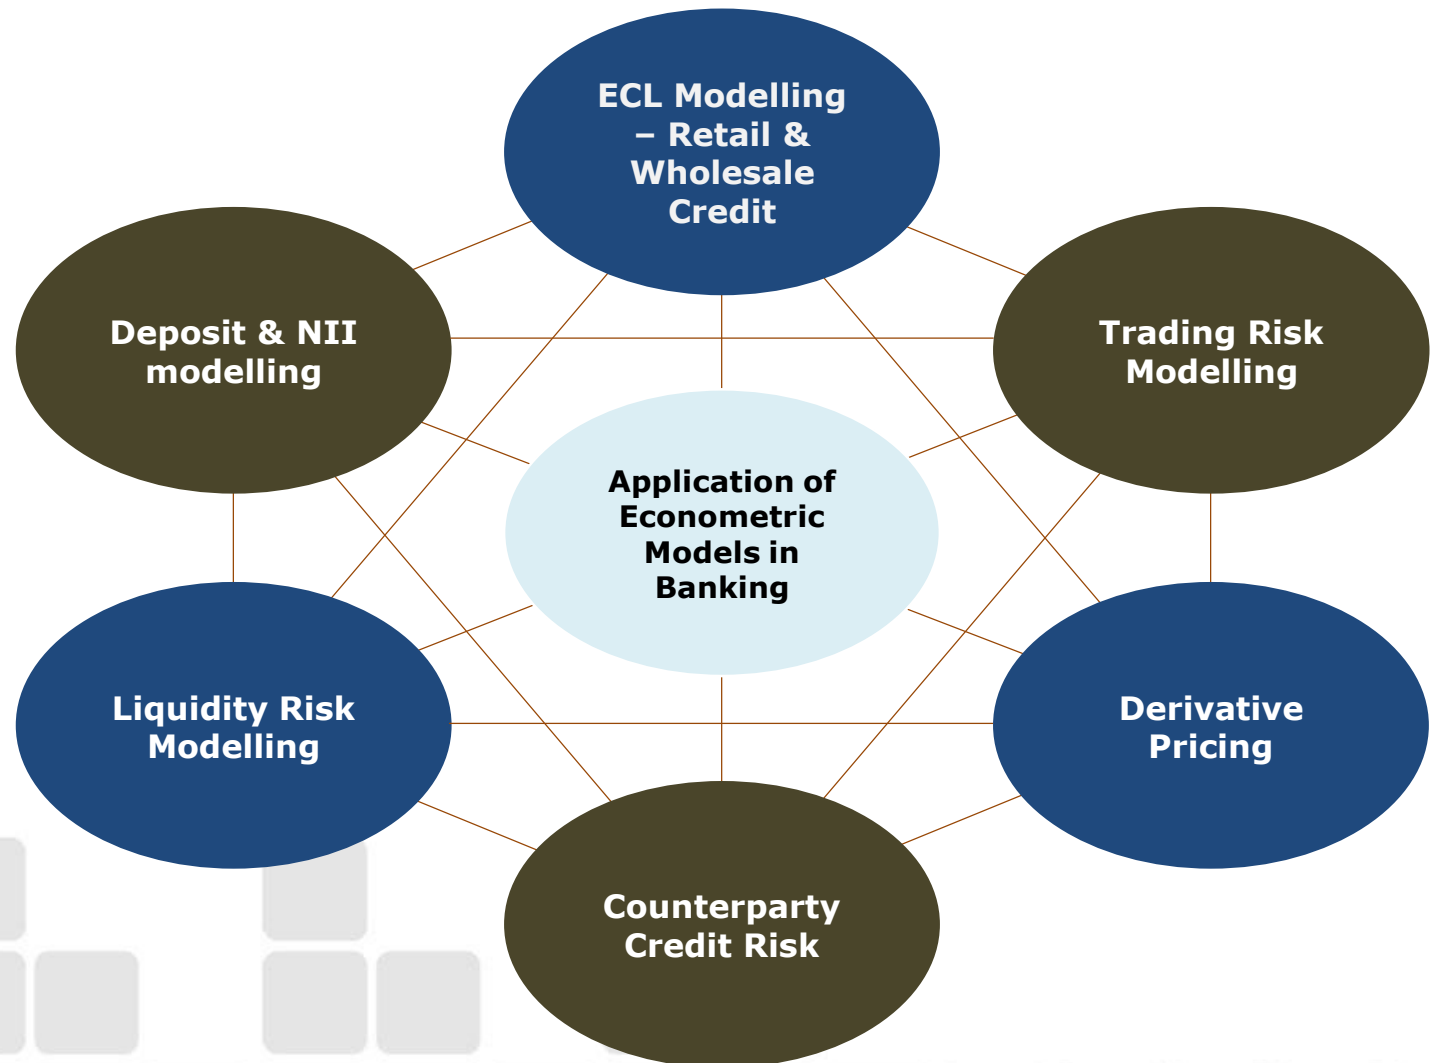 ECL Modelling
– Retail &
Wholesale
Credit
Deposit & NII
modelling
Trading Risk
Modelling
Application of
Econometric
Models in
Banking
Liquidity Risk
Modelling
Derivative
Pricing
Counterparty
Credit Risk